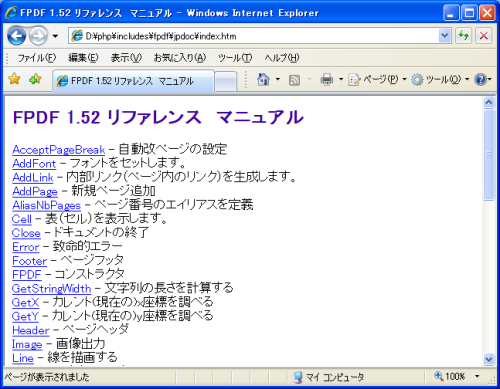 FPDF 1.52 リファレンス マニュアル - Windows Internet Explorer
D:¥php¥includes¥fpdf¥jpdoc¥index.htm
ファイル(F) 編集(E) 表示(V) お気に入り(A) ツール(T) ヘルプ(H)
FPDF 1.52 リファレンス マニュアル
ページ(P) ツール(O)
FPDF 1.52 リファレンス マニュアル
AcceptPageBreak - 自動改ページの設定
AddFont - フォントをセットします。
AddLink - 内部リンク(ページ内のリンク)を生成します。
AddPage - 新規ページ追加
AliasNbPages - ページ番号のエイリアスを定義
Cell - 表(セル)を表示します。
Close - ドキュメントの終了
Error - 致命的エラー
Footer - ページフッタ
FPDF - コンストラクタ
GetStringWidth - 文字列の長さを計算する
GetX - カレント(現在の)x座標を調べる
GetY - カレント(現在の)y座標を調べる
Header - ページヘッダ
Image - 画像出力
Line - 線を描画する
ページが表示されました
マイ コンピュータ
100%